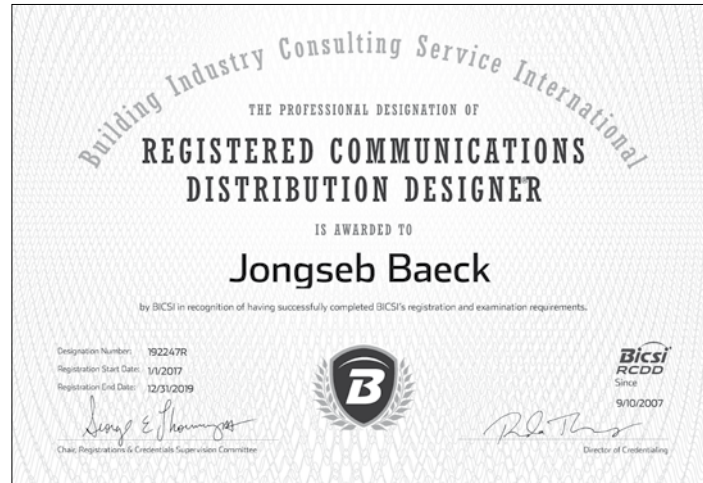 Building Industry Consulting Service International
THE PROFESSIONAL DESIGNATION OF
REGISTERED COMMUNICATIONS
DISTRIBUTION DESIGNER
IS AWARDED TO
Jongseb Baeck
by BICSI in recognition of having successfully completed BICSI's registration and examination requirements.
Designation Number: 192247R
Registration Start Date: 1/1/2017
Registration End Date: 12/31/2019
B
Bicsi
RCDD
Since
9/10/2007
Chair, Registrations & Credentials Supervision Committee
Director of Credentialing